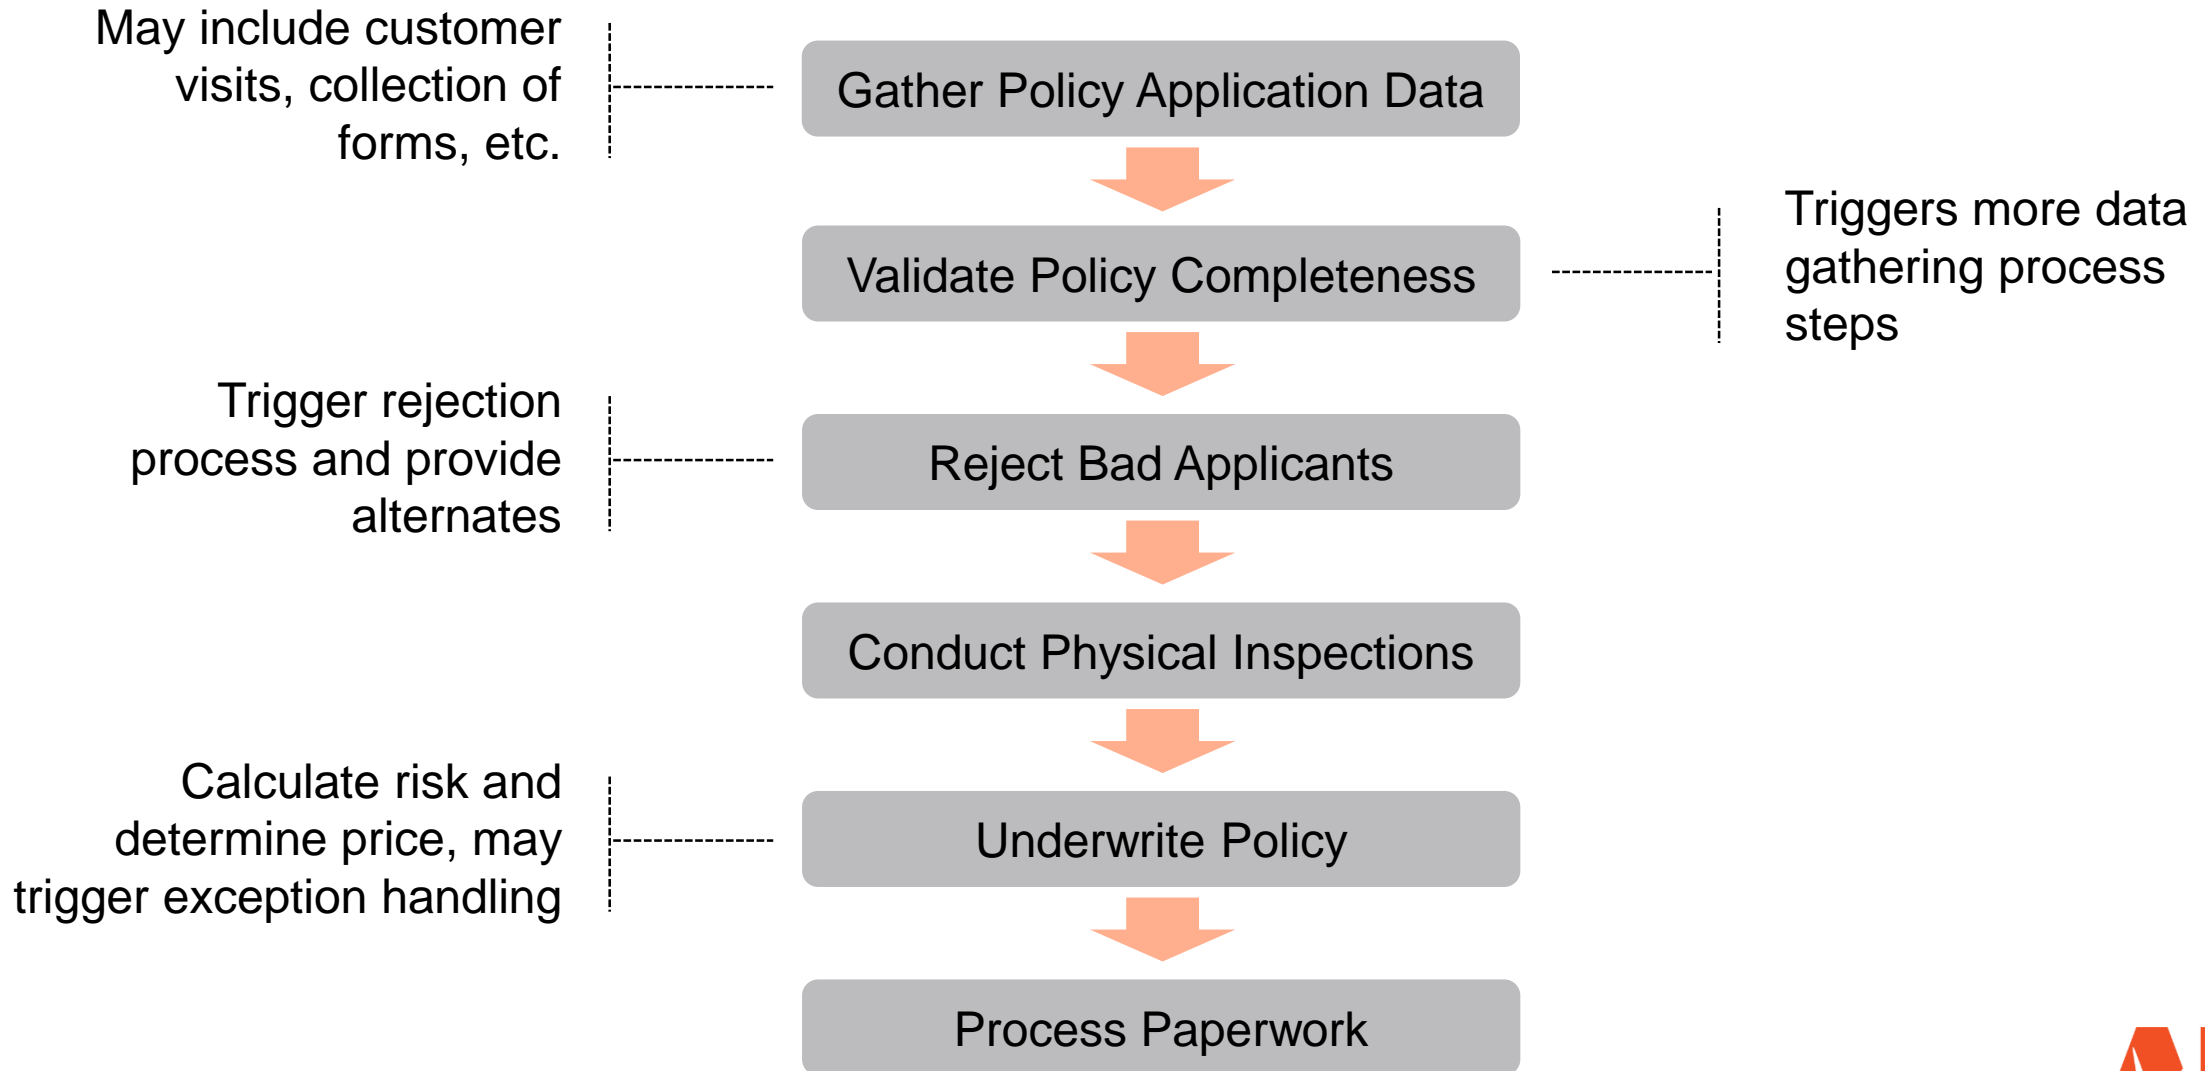 May include customer
visits, collection of
forms, etc.
Gather Policy Application Data
Validate Policy Completeness
Triggers more data
gathering process
steps
Trigger rejection
process and provide
alternates
Reject Bad Applicants
Conduct Physical Inspections
Calculate risk and
determine price, may
trigger exception handling
Underwrite Policy
Process Paperwork